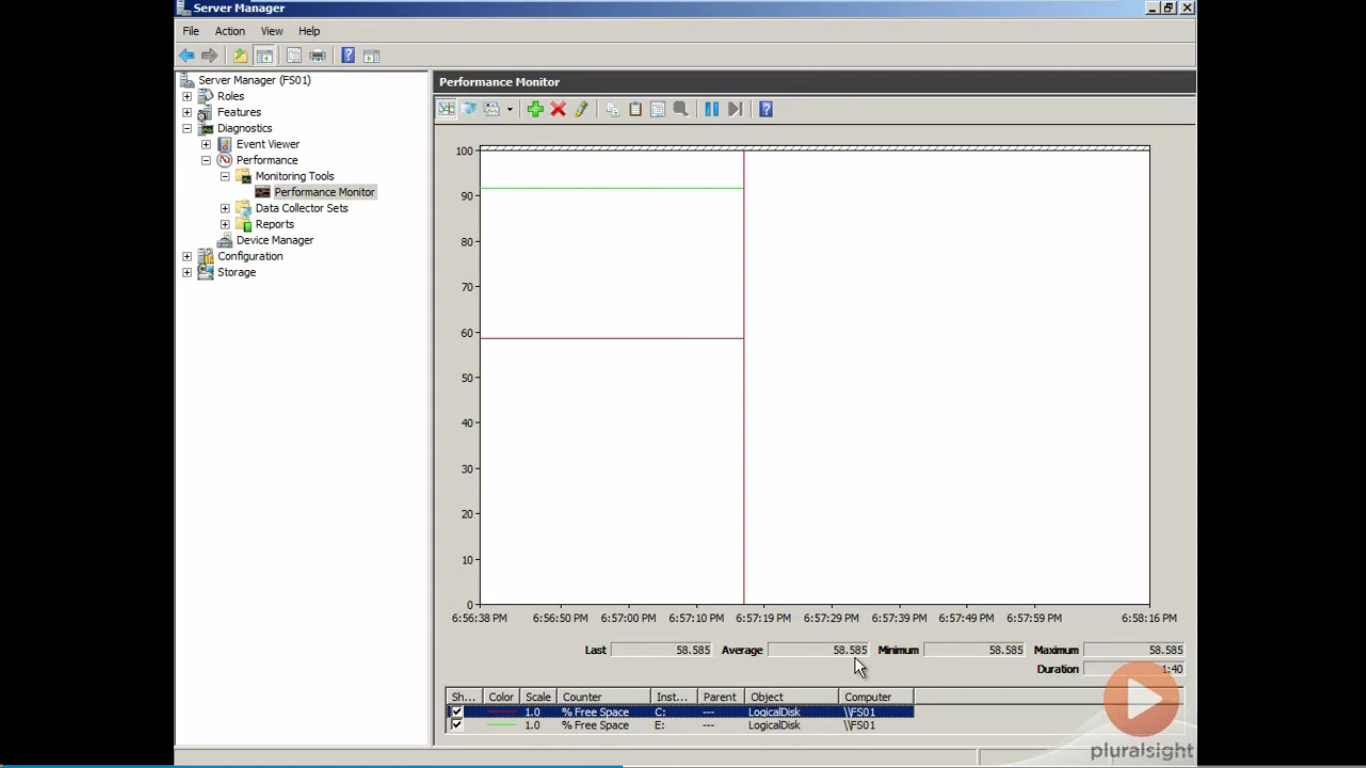 Server Manager
File Action View Help
Server Manager (FS01)
Roles
Features
Diagnostics
Event Viewer
Performance
Monitoring Tools
Performance Monitor
Data Collector Sets
Reports
Device Manager
Configuration
Storage
Performance Monitor
100
90
80
70
60
50
40
30
20
10
0
6:56:38 PM 6:56:50 PM 6:57:00 PM 6:57:10 PM 6:57:19 PM 6:57:29 PM 6:57:39 PM 6:57:49 PM 6:57:59 PM 6:58:16 PM
Last 58.585 Average 58.585 Minimum 58.585 Maximum 58.585
Duration 1:40
Sh... Color Scale Counter Inst... Parent Object Computer
1.0 % Free Space C: --- LogicalDisk \\FS01
1.0 % Free Space E: --- LogicalDisk \\FS01
pluralsight